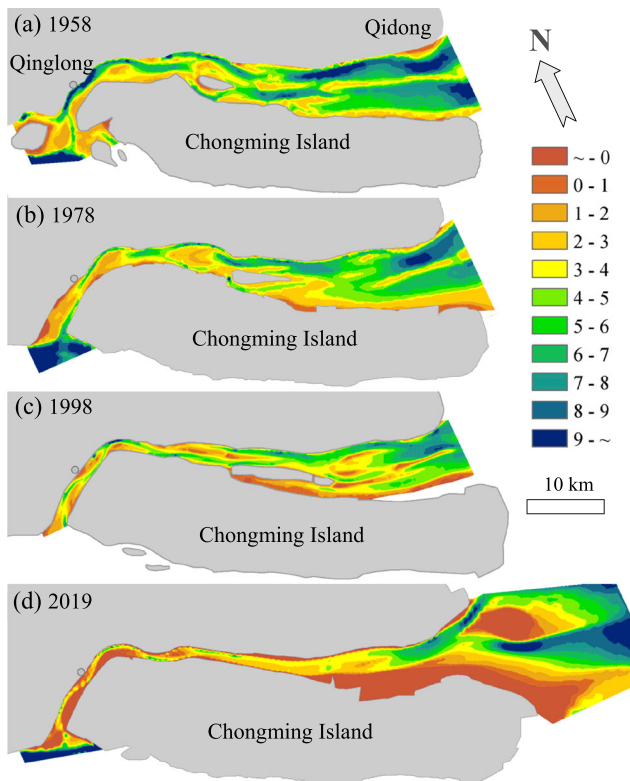 (a) 1958
Qidong
Qinglong
Chongming Island
N
~ - 0
0 - 1
1 - 2
2 - 3
3 - 4
4 - 5
5 - 6
6 - 7
7 - 8
8 - 9
9 - ~
10 km
(b) 1978
Chongming Island
(c) 1998
Chongming Island
(d) 2019
Chongming Island